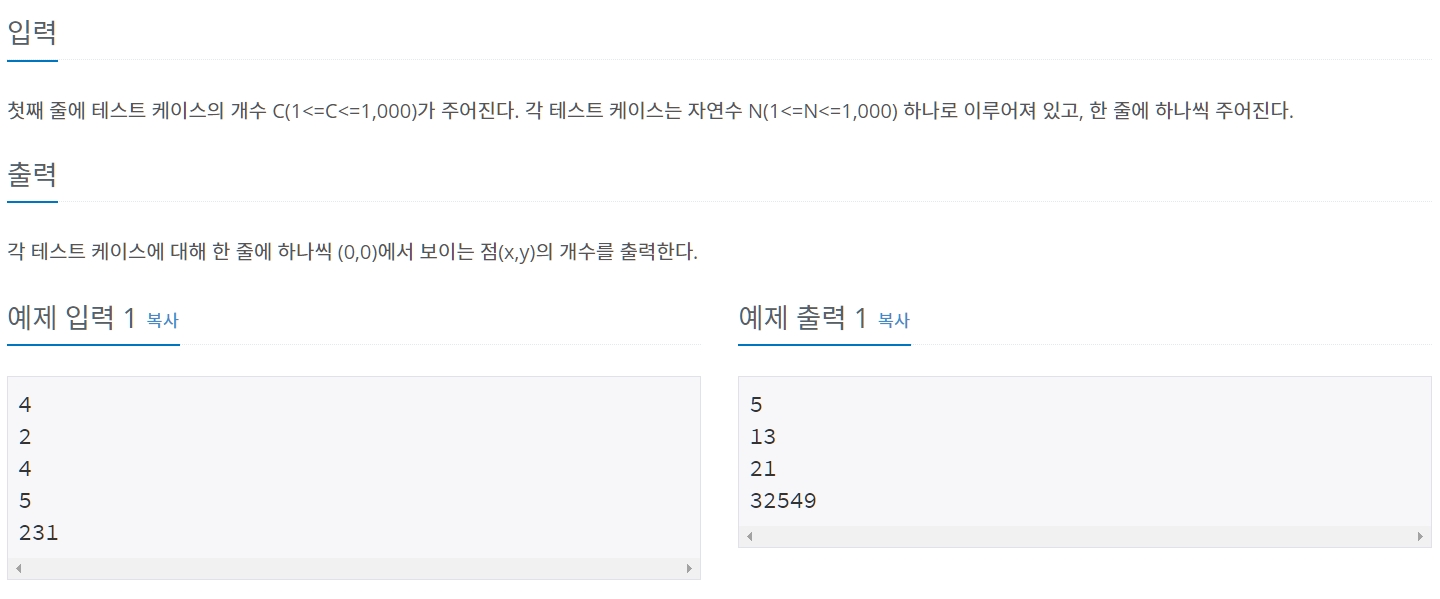 입력
첫째 줄에 테스트 케이스의 개수 C(1<=C<=1,000)가 주어진다. 각 테스트 케이스는 자연수 N(1<=N<=1,000) 하나로 이루어져 있고, 한 줄에 하나씩 주어진다.
출력
각 테스트 케이스에 대해 한 줄에 하나씩 (0,0)에서 보이는 점(x,y)의 개수를 출력한다.
예제 입력 1 복사
4
2
4
5
231
예제 출력 1 복사
5
13
21
32549